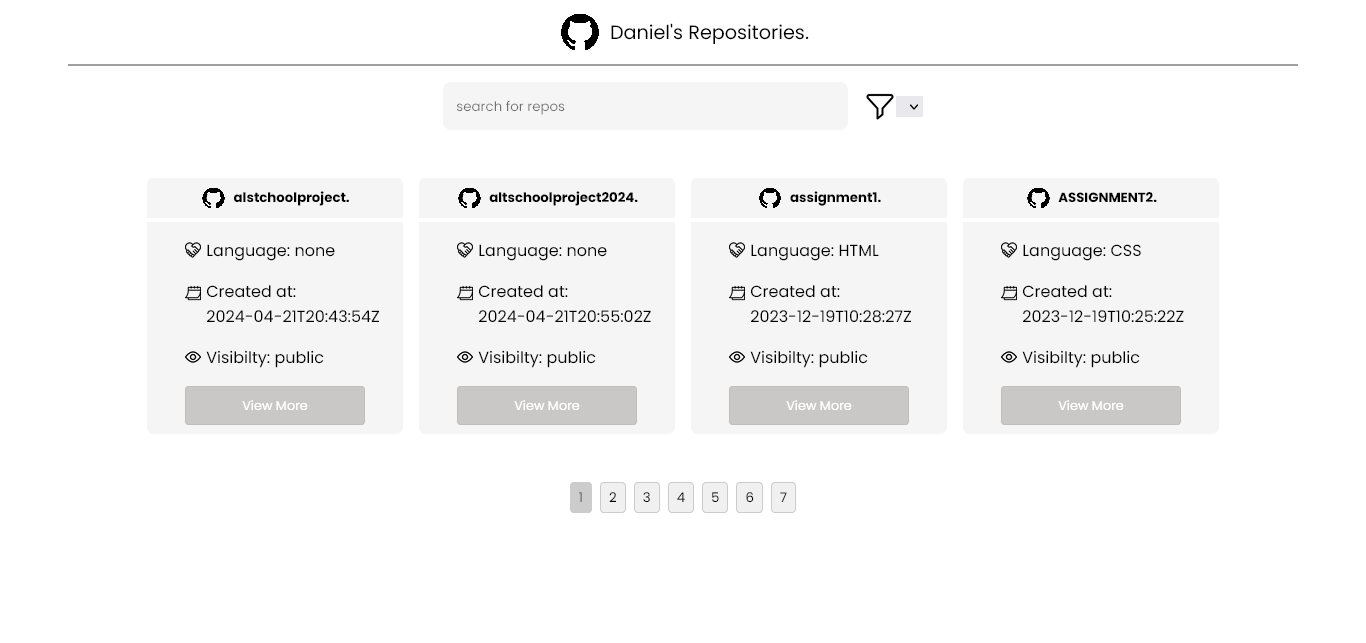 Daniel's Repositories.
search for repos
alstchoolproject.
Language: none
Created at:
2024-04-21T20:43:54Z
Visibilty: public
View More
altschoolproject2024.
Language: none
Created at:
2024-04-21T20:55:02Z
Visibilty: public
View More
assignment1.
Language: HTML
Created at:
2023-12-19T10:28:27Z
Visibilty: public
View More
ASSIGNMENT2.
Language: CSS
Created at:
2023-12-19T10:25:22Z
Visibilty: public
View More
1 2 3 4 5 6 7